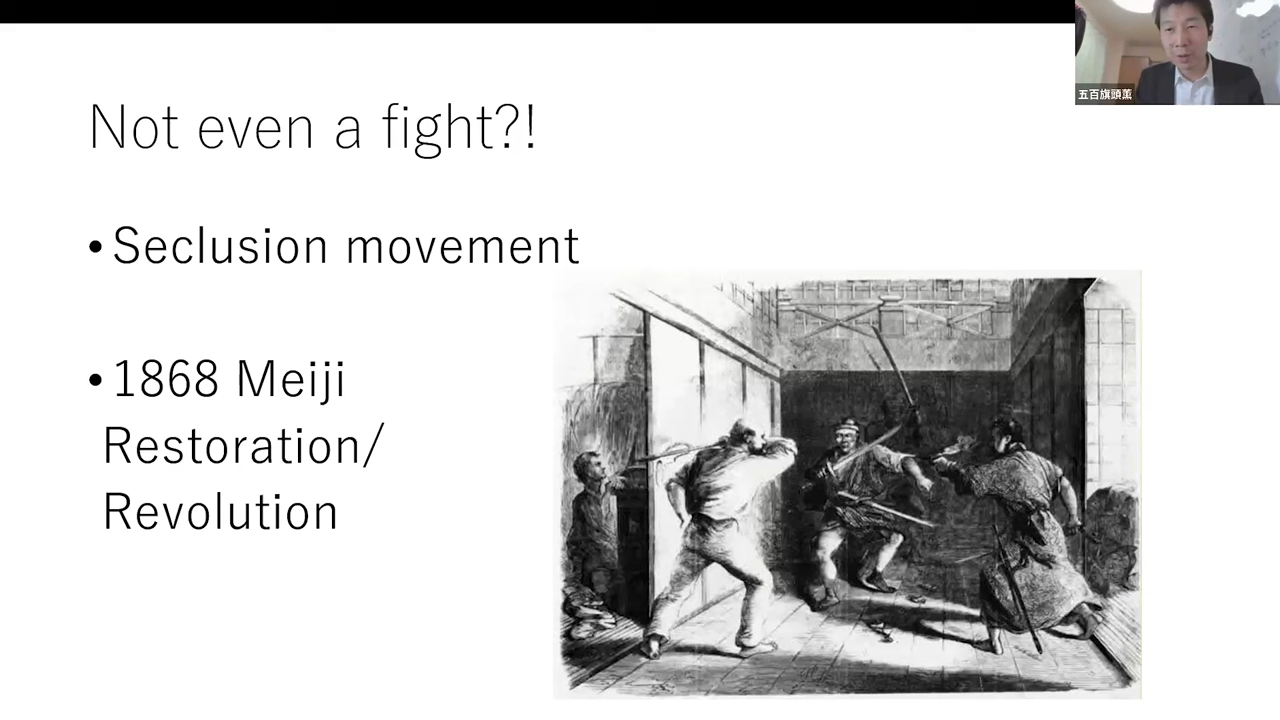 五百旗頭薫
Not even a fight?!
• Seclusion movement
• 1868 Meiji
Restoration/
Revolution